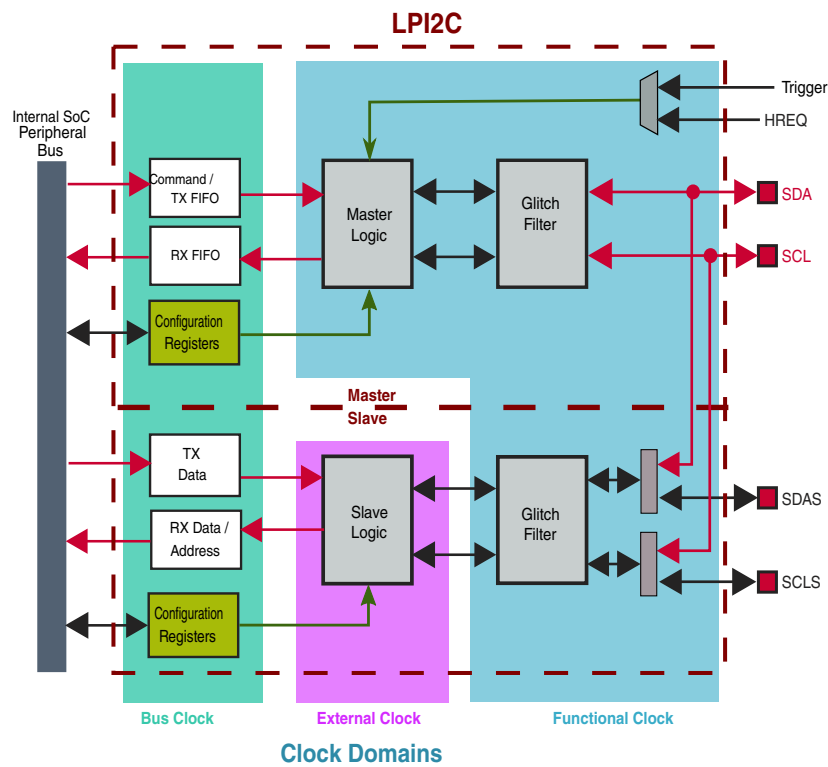 LPI2C
Internal SoC
Peripheral
Bus
Trigger
HREQ
Command /
TX FIFO
RX FIFO
Configuration
Registers
Master
Logic
Glitch
Filter
SDA
SCL
Master
Slave
TX
Data
RX Data /
Address
Configuration
Registers
Slave
Logic
Glitch
Filter
SDAS
SCLS
Bus Clock
External Clock
Functional Clock
Clock Domains